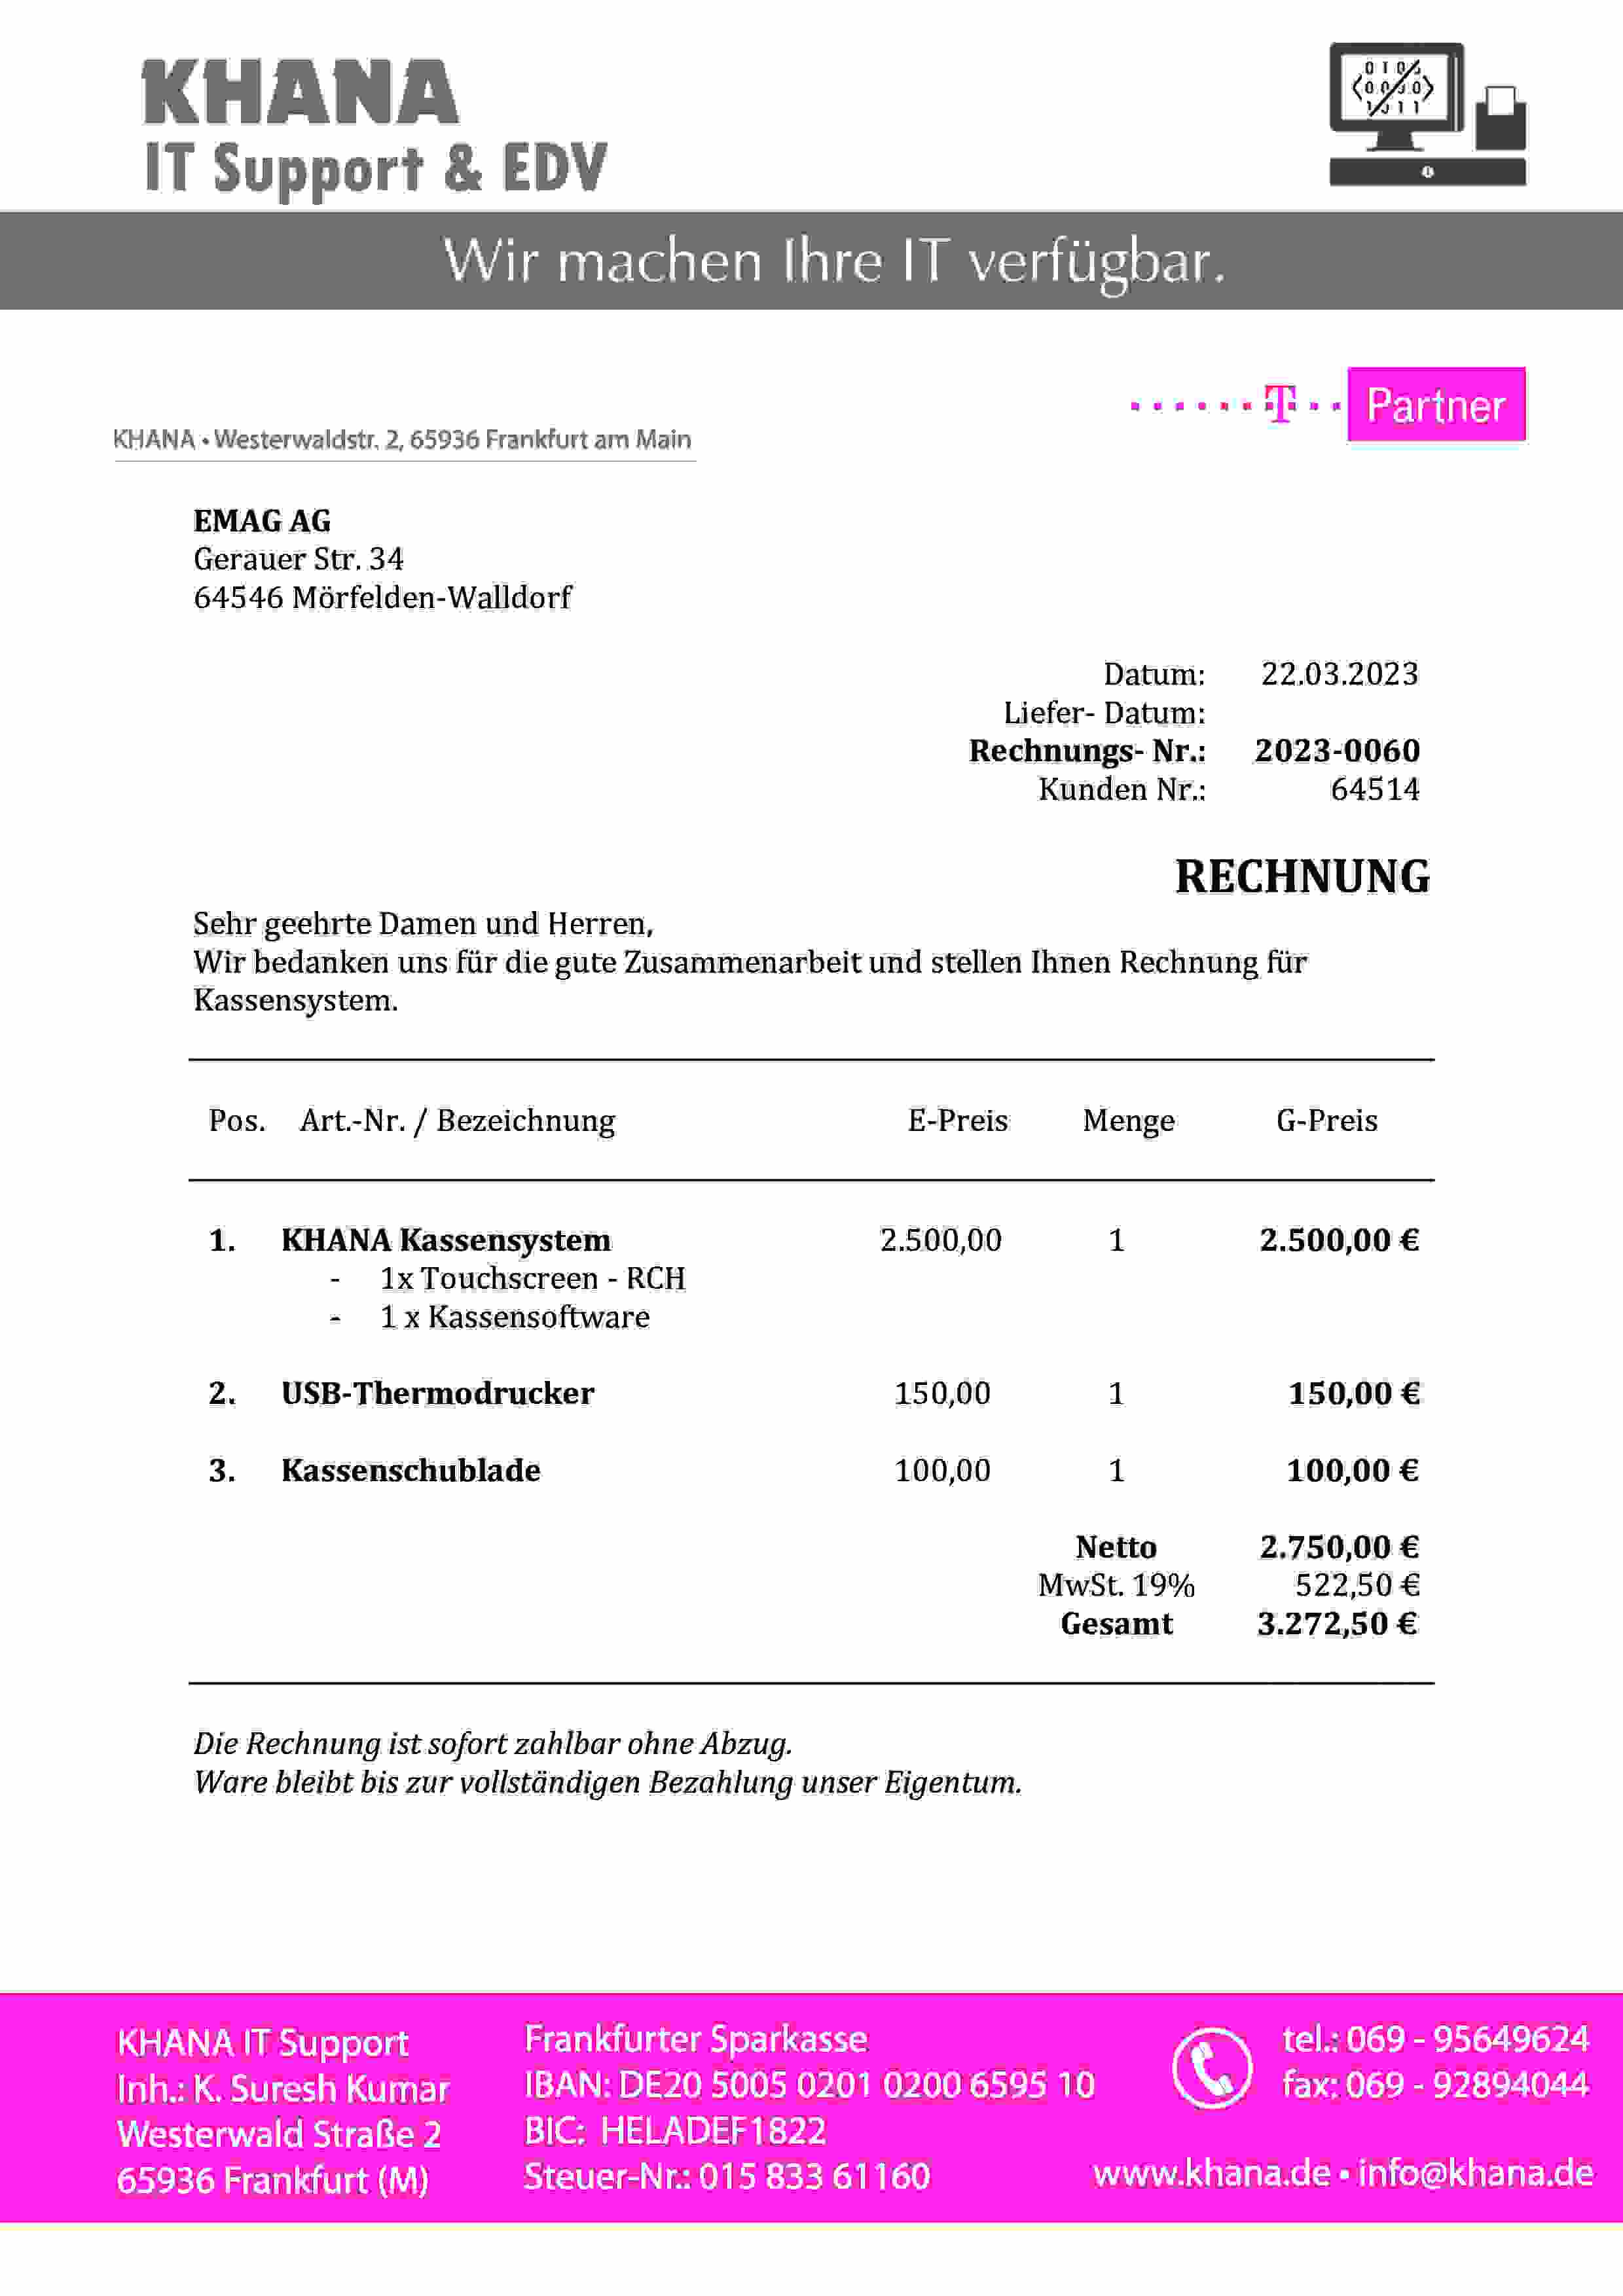 KHANA
IT Support & EDV
Wir machen Ihre IT verfügbar.
T Partner
KHANA • Westerwaldstr. 2, 65936 Frankfurt am Main
EMAG AG
Gerauer Str. 34
64546 Mörfelden-Walldorf
Datum: 22.03.2023
Liefer- Datum:
Rechnungs- Nr.: 2023-0060
Kunden Nr.: 64514
RECHNUNG
Sehr geehrte Damen und Herren,
Wir bedanken uns für die gute Zusammenarbeit und stellen Ihnen Rechnung für
Kassensystem.
Pos. Art.-Nr. / Bezeichnung E-Preis Menge G-Preis
1. KHANA Kassensystem 2.500,00 1 2.500,00 €
- 1x Touchscreen - RCH
- 1 x Kassensoftware
2. USB-Thermodrucker 150,00 1 150,00 €
3. Kassenschublade 100,00 1 100,00 €
Netto 2.750,00 €
MwSt. 19% 522,50 €
Gesamt 3.272,50 €
Die Rechnung ist sofort zahlbar ohne Abzug.
Ware bleibt bis zur vollständigen Bezahlung unser Eigentum.
KHANA IT Support
Inh.: K. Suresh Kumar
Westerwald Straße 2
65936 Frankfurt (M)
Frankfurter Sparkasse
IBAN: DE20 5005 0201 0200 6595 10
BIC: HELADEF1822
Steuer-Nr.: 015 833 61160
tel.: 069 - 95649624
fax: 069 - 92894044
www.khana.de • info@khana.de